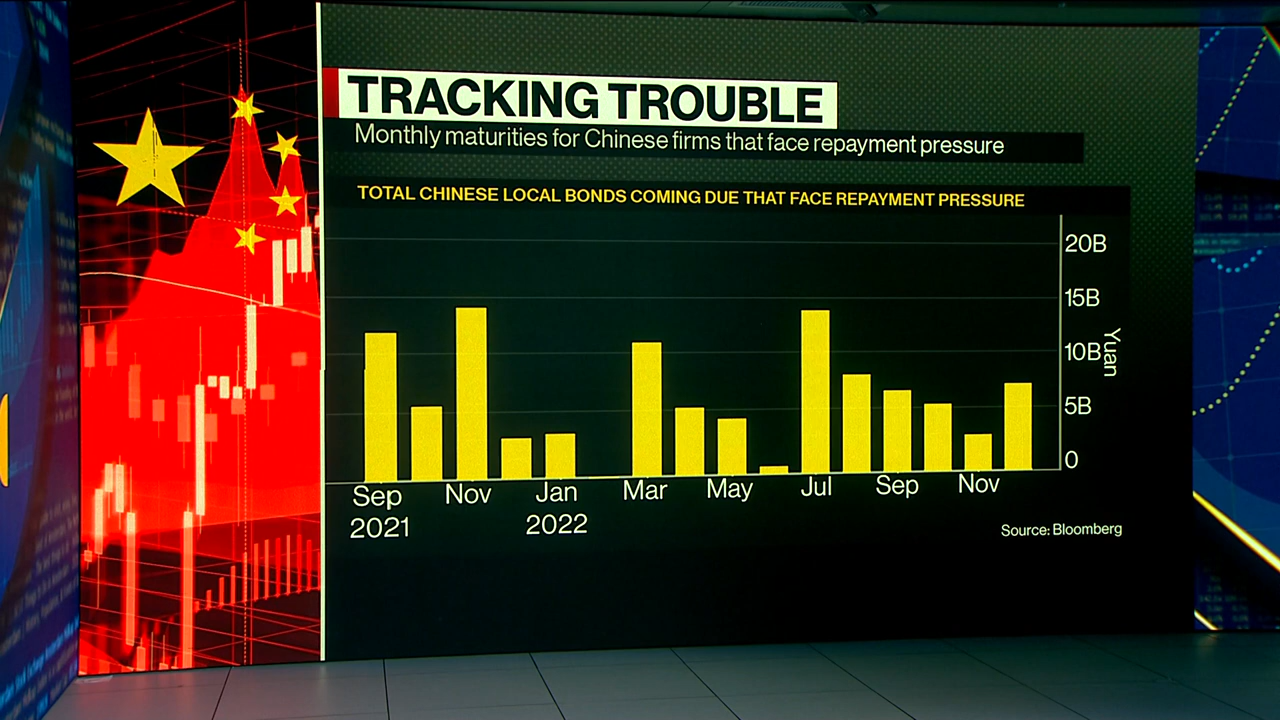 TRACKING TROUBLE
Monthly maturities for Chinese firms that face repayment pressure
TOTAL CHINESE LOCAL BONDS COMING DUE THAT FACE REPAYMENT PRESSURE
20B
15B
10B
5B
0
Yuan
Sep Nov Jan Mar May Jul Sep Nov
2021 2022
Source: Bloomberg